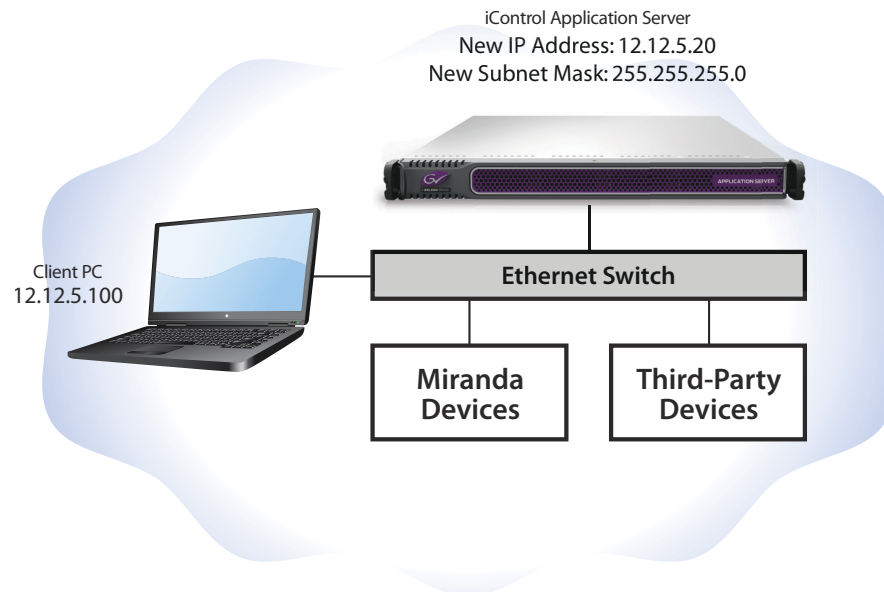 iControl Application Server
New IP Address: 12.12.5.20
New Subnet Mask: 255.255.255.0
GV
APPLICATION SERVER
Client PC
12.12.5.100
Ethernet Switch
Miranda
Devices
Third-Party
Devices